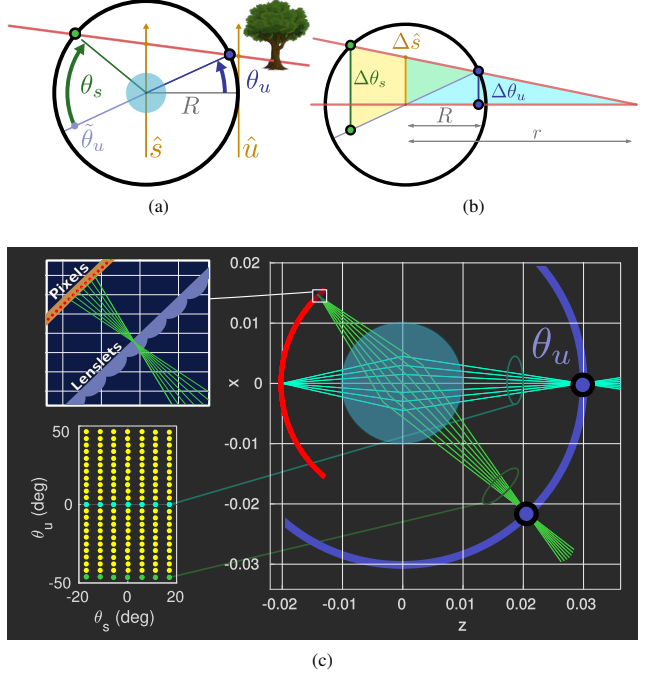 θₛ
θᵤ
R
θ̃ᵤ
ŝ
û
(a)
Δŝ
Δθₛ
Δθᵤ
R
r
(b)
Pixels
Lenslets
50
0
-50
θᵤ (deg)
-20 0 20
θₛ (deg)
0.02
0.01
0
-0.01
-0.02
-0.03
x
θᵤ
-0.02 -0.01 0 0.01 0.02 0.03
z
(c)